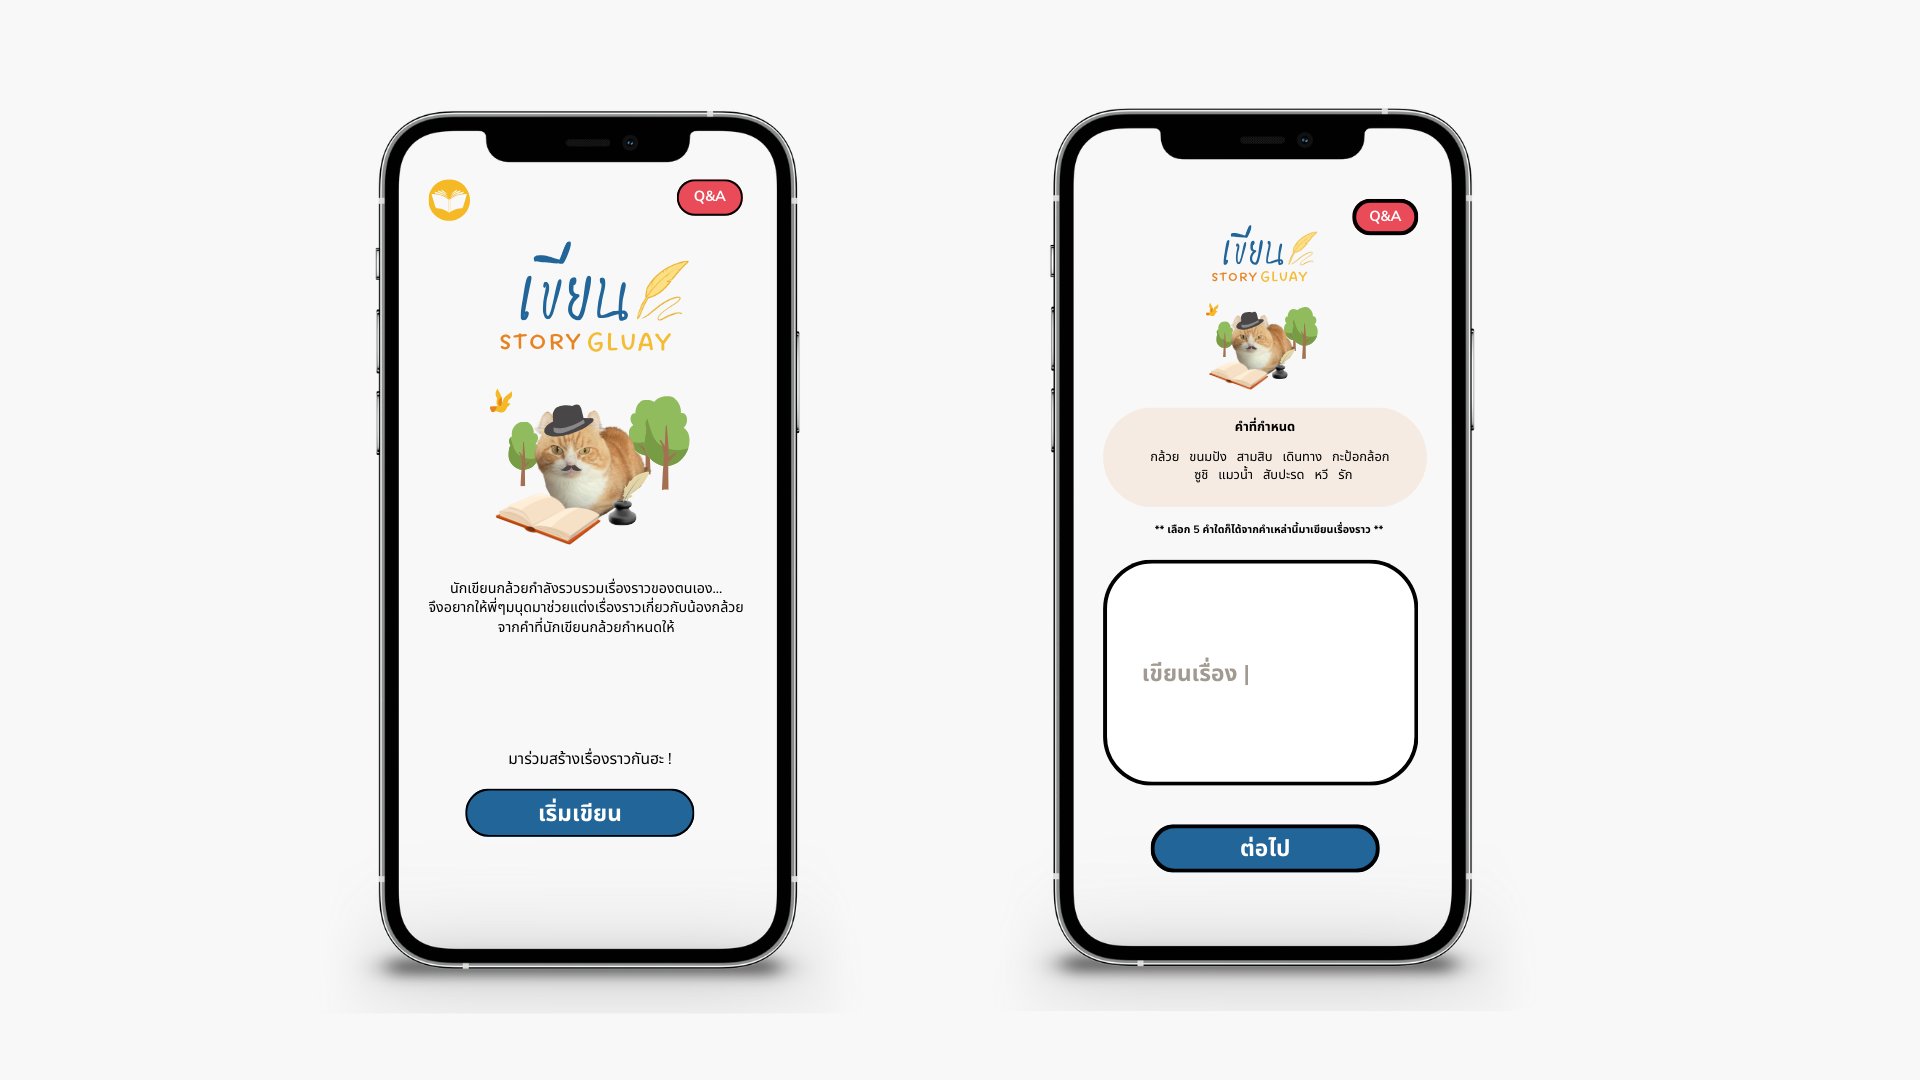 Q&A
เขียน
STORY GLUAY
นักเขียนกล้วยกำลังรวบรวมเรื่องราวของตนเอง...
จึงอยากให้พี่ๆมนุดมาช่วยแต่งเรื่องราวเกี่ยวกับน้องกล้วย
จากคำที่นักเขียนกล้วยกำหนดให้
มาร่วมสร้างเรื่องราวกันฮะ !
เริ่มเขียน
Q&A
เขียน
STORY GLUAY
คำที่กำหนด
กล้วย ขนมปัง สามสิบ เดินทาง กะป๋อกล้อก
ซูชิ แมวน้ำ สับปะรด หวี รัก
** เลือก 5 คำใดก็ได้จากคำเหล่านี้มาเขียนเรื่องราว **
เขียนเรื่อง |
ต่อไป